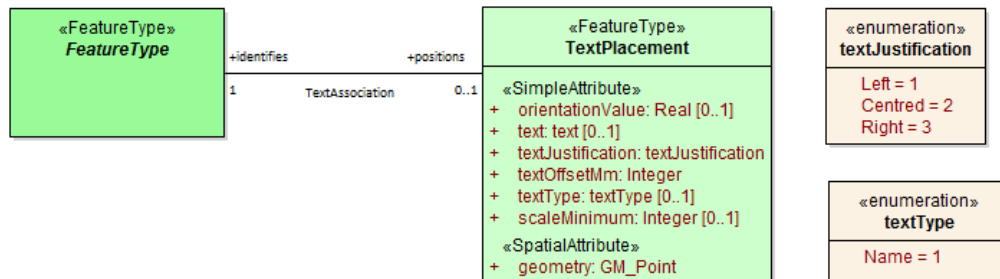 «FeatureType»
FeatureType
+identifies
+positions
1
TextAssociation
0..1
«FeatureType»
TextPlacement
«SimpleAttribute»
+ orientationValue: Real [0..1]
+ text: text [0..1]
+ textJustification: textJustification
+ textOffsetMm: Integer
+ textType: textType [0..1]
+ scaleMinimum: Integer [0..1]
«SpatialAttribute»
+ geometry: GM_Point
«enumeration»
textJustification
Left = 1
Centred = 2
Right = 3
«enumeration»
textType
Name = 1